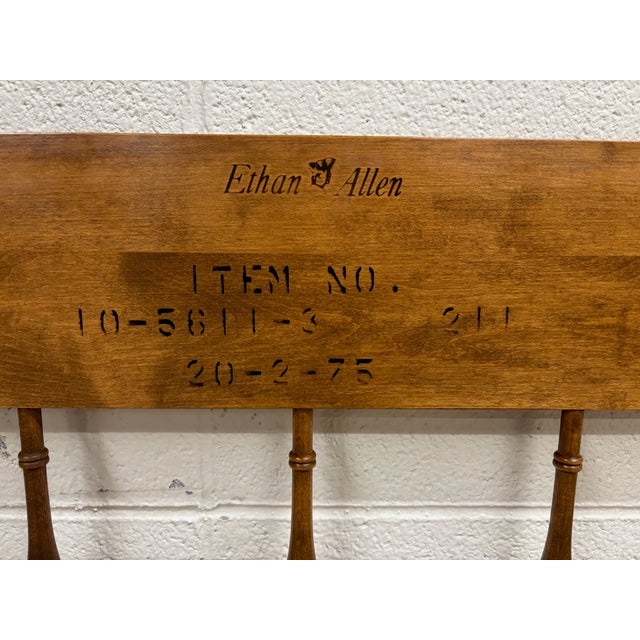 Ethan Allen
ITEM NO.
10-5611-3 211
20-2-75